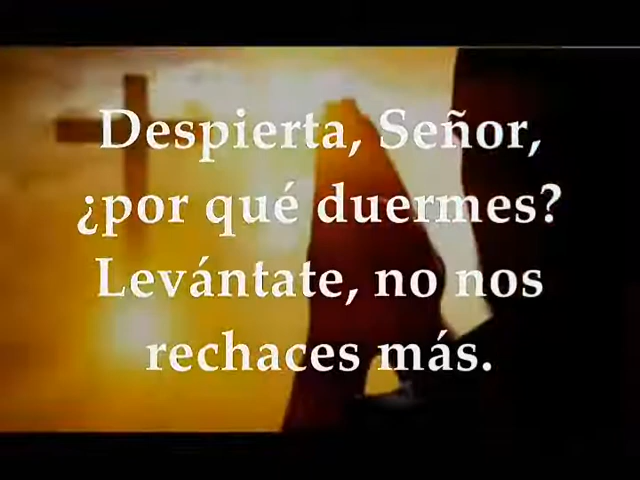 Despierta, Señor,
¿por qué duermes?
Levántate, no nos
rechaces más.